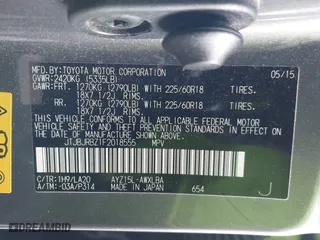 MFD.BY:TOYOTA MOTOR CORPORATION 05/15
GVWR:2420KG (5335LB)
GAWR:FRT. 1270KG (2790LB) WITH 225/60R18 TIRES.
18X7 1/2J RIMS.
RR. 1270KG (2790LB) WITH 225/60R18 TIRES.
18X7 1/2J RIMS.
THIS VEHICLE CONFORMS TO ALL APPLICABLE
FEDERAL MOTOR VEHICLE SAFETY AND
BUMPER STANDARDS IN EFFECT ON THE DATE
OF MANUFACTURE SHOWN ABOVE.
JTJBJRBZ1F2018555 MPV
C/TR:1H9/LA20 AYZ15L-AWXLBA
A/TM:-03A/P314 MADE IN JAPAN 654 J